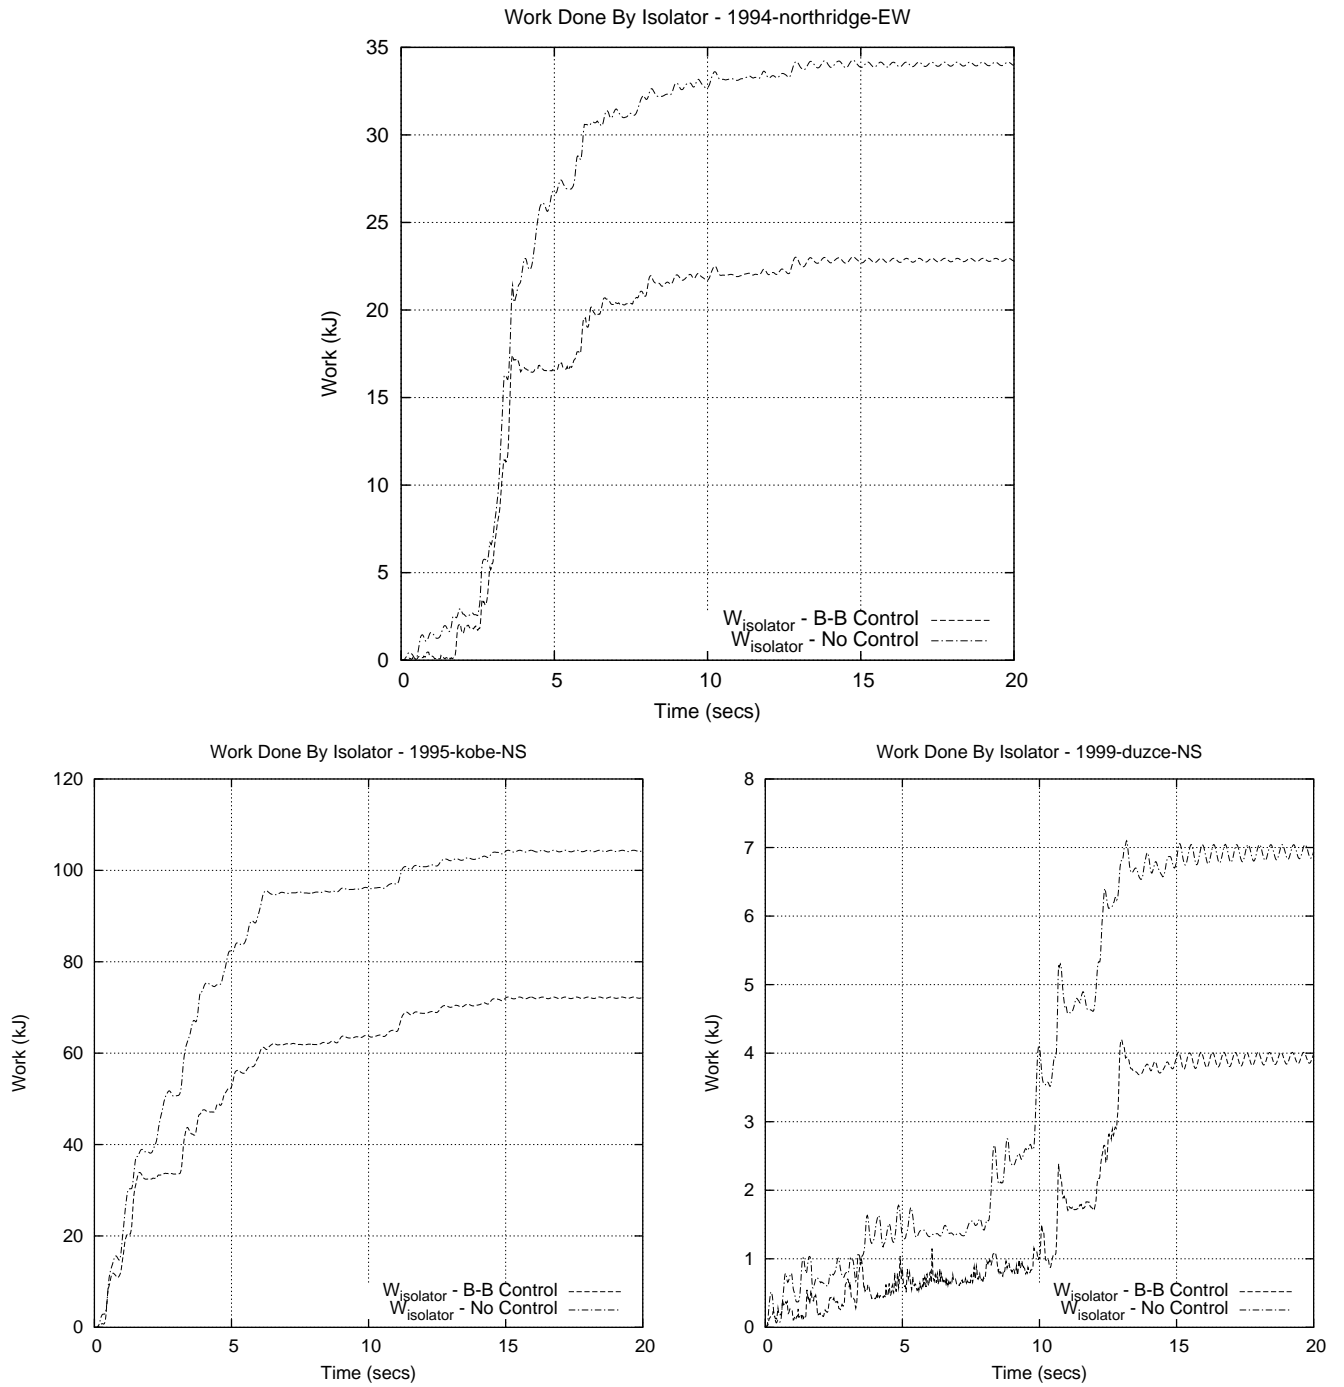 Work Done By Isolator - 1994-northridge-EW
35
30
25
20
15
10
5
0
Work (kJ)
W_isolator - B-B Control
W_isolator - No Control
0 5 10 15 20
Time (secs)
Work Done By Isolator - 1995-kobe-NS
120
100
80
60
40
20
0
Work (kJ)
W_isolator - B-B Control
W_isolator - No Control
0 5 10 15 20
Time (secs)
Work Done By Isolator - 1999-duzce-NS
8
7
6
5
4
3
2
1
0
Work (kJ)
W_isolator - B-B Control
W_isolator - No Control
0 5 10 15 20
Time (secs)